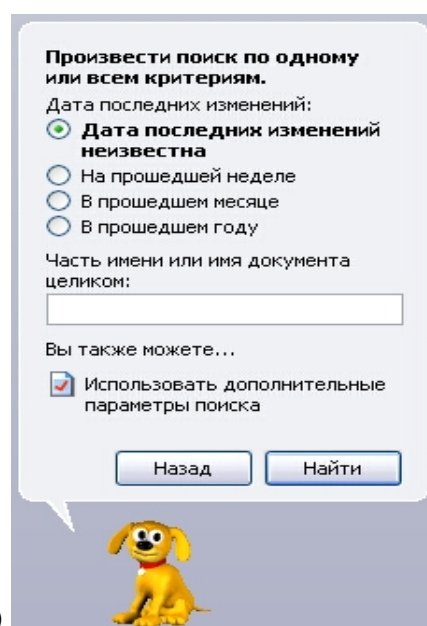 Произвести поиск по одному
или всем критериям.
Дата последних изменений:
Дата последних изменений
неизвестна
На прошедшей неделе
В прошедшем месяце
В прошедшем году
Часть имени или имя документа
целиком:
Вы также можете...
Использовать дополнительные
параметры поиска
Назад
Найти
)